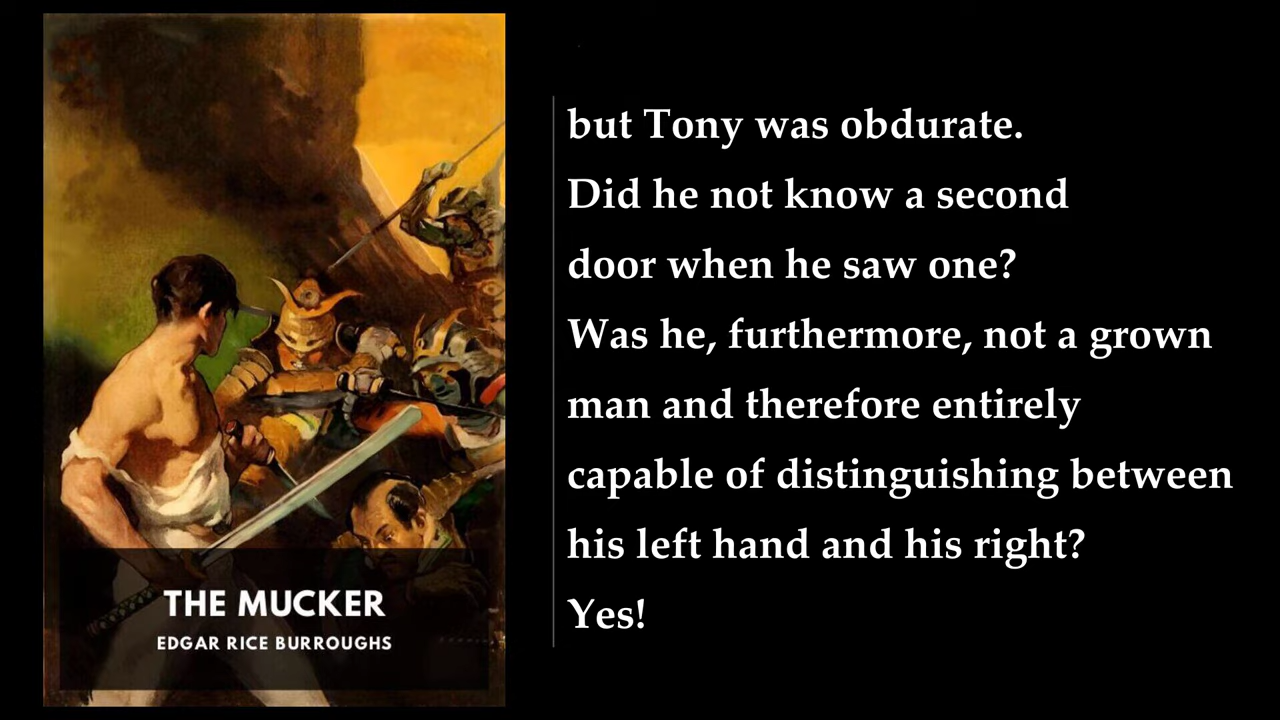 THE MUCKER
EDGAR RICE BURROUGHS
but Tony was obdurate.
Did he not know a second
door when he saw one?
Was he, furthermore, not a grown
man and therefore entirely
capable of distinguishing between
his left hand and his right?
Yes!